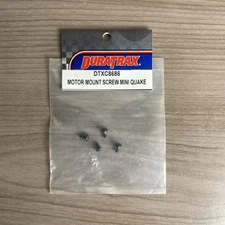 DURATRAX
DTXC8686
MOTOR MOUNT SCREW MINI QUAKE